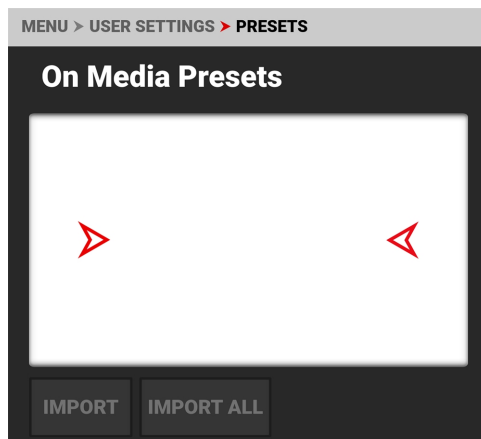 MENU USER SETTINGS PRESETS
On Media Presets
IMPORT IMPORT ALL